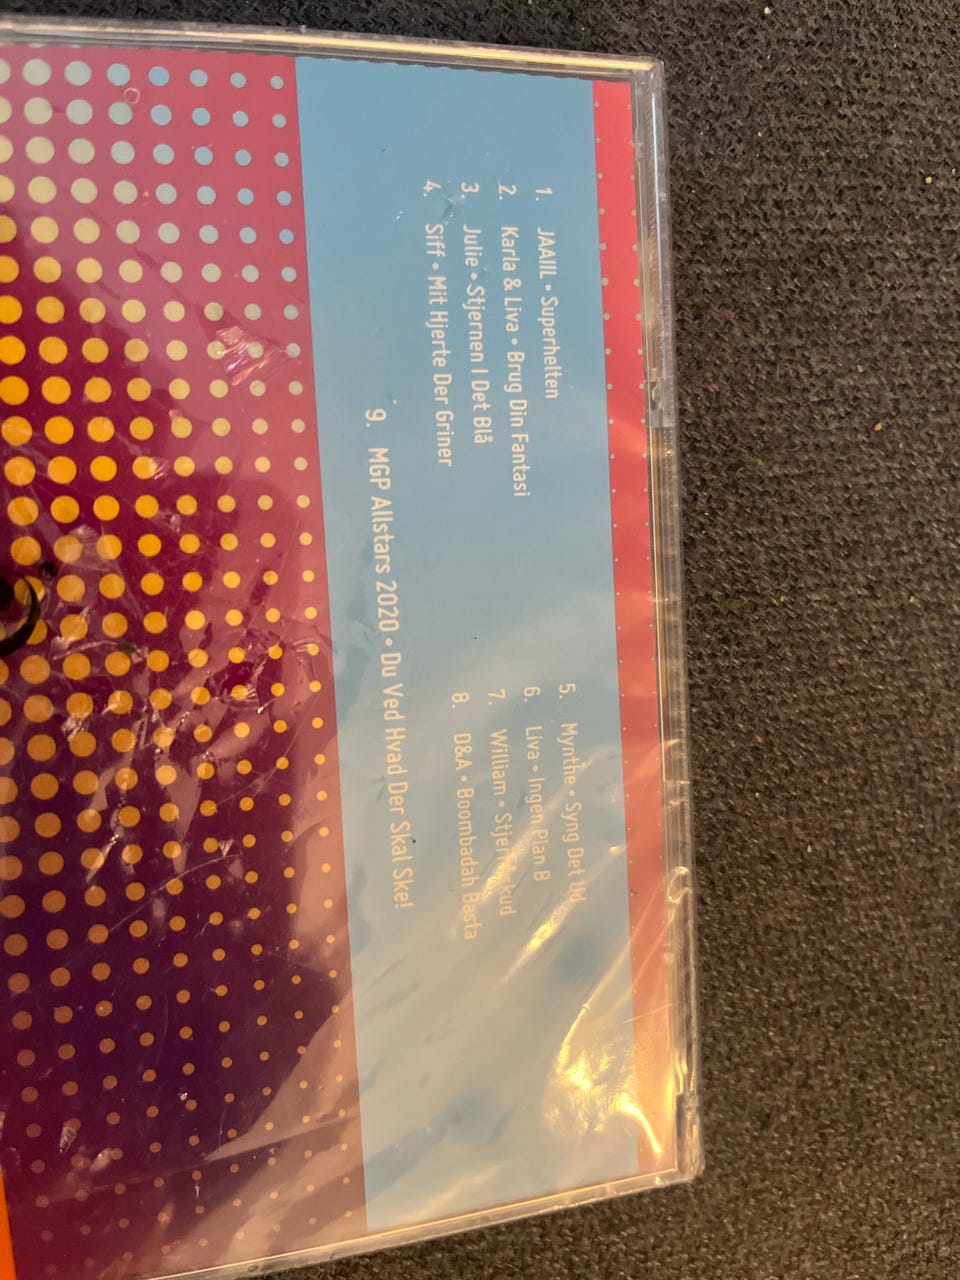 1. JAAIIL • Superhelten
2. Karla & Liva • Brug Din Fantasi
3. Julie • Stjernen I Det Blå
4. Siff • Mit Hjerte Der Griner
5. Mynthe • Syng Det Ud
6. Liva • Ingen Plan B
7. William • Stjerneskud
8. D&A • Boombadah Basta
9. MGP Allstars 2020 • Du Ved Hvad Der Skal Ske!